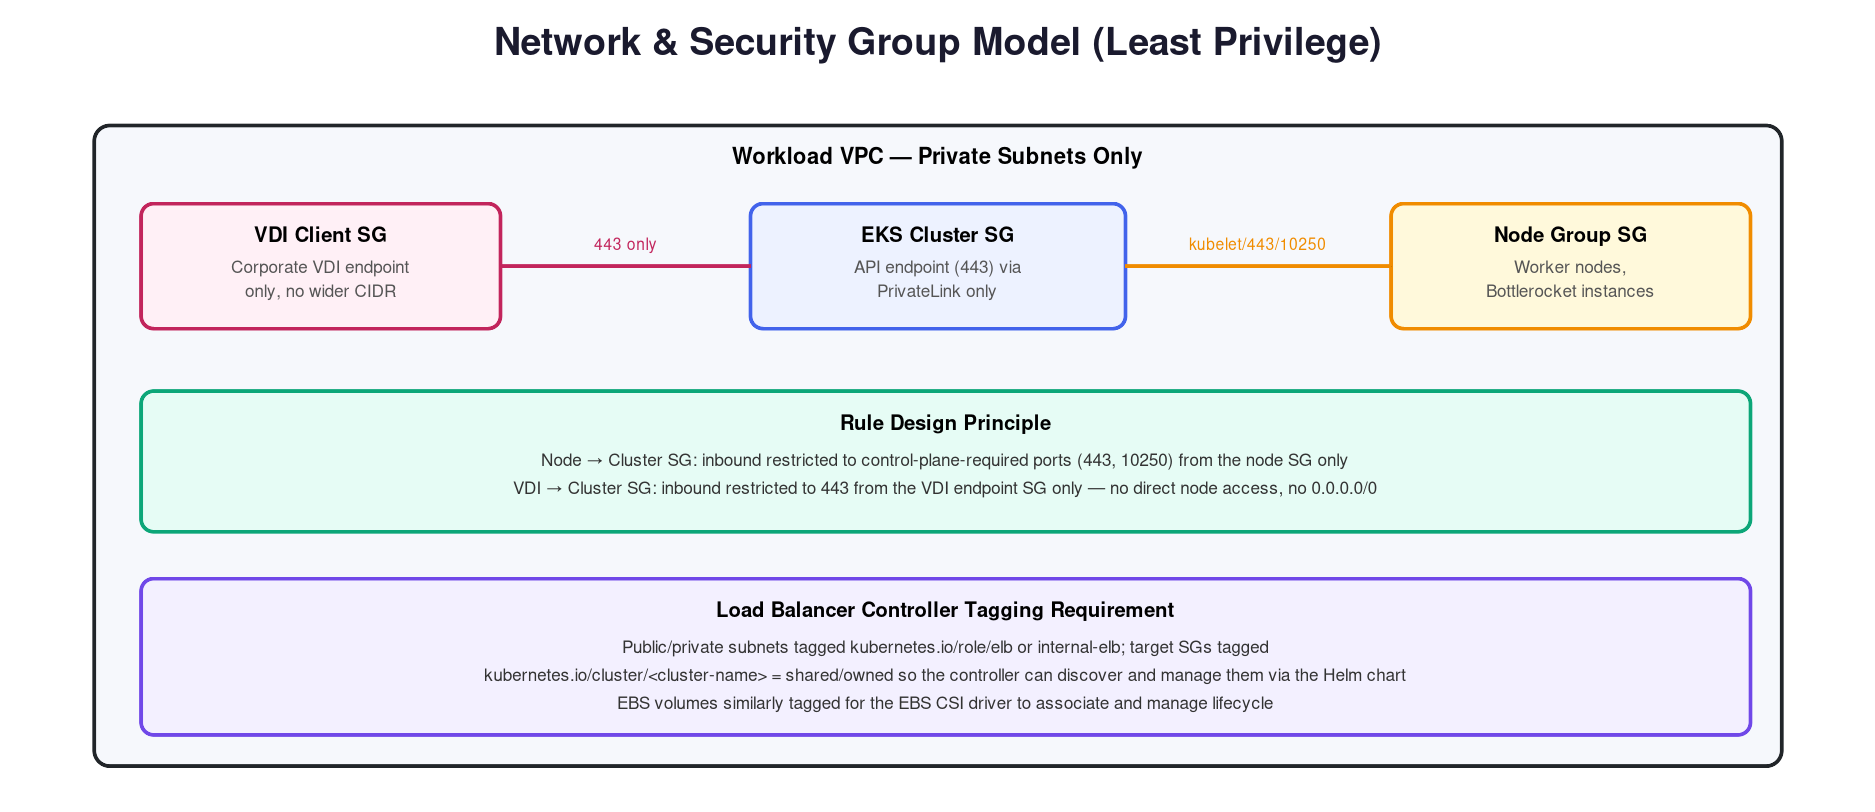 Network & Security Group Model (Least Privilege)
Workload VPC — Private Subnets Only
VDI Client SG
Corporate VDI endpoint
only, no wider CIDR
443 only
EKS Cluster SG
API endpoint (443) via
PrivateLink only
kubelet/443/10250
Node Group SG
Worker nodes,
Bottlerocket instances
Rule Design Principle
Node → Cluster SG: inbound restricted to control-plane-required ports (443, 10250) from the node SG only
VDI → Cluster SG: inbound restricted to 443 from the VDI endpoint SG only — no direct node access, no 0.0.0.0/0
Load Balancer Controller Tagging Requirement
Public/private subnets tagged kubernetes.io/role/elb or internal-elb; target SGs tagged
kubernetes.io/cluster/<cluster-name> = shared/owned so the controller can discover and manage them via the Helm chart
EBS volumes similarly tagged for the EBS CSI driver to associate and manage lifecycle